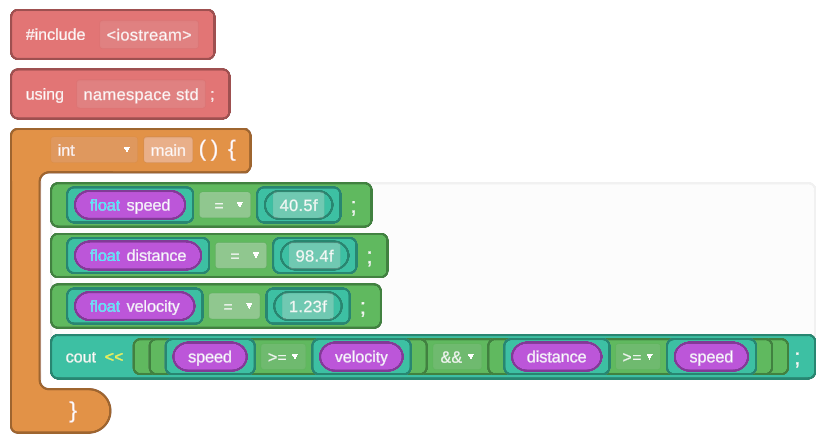 #include <iostream>
using namespace std ;
int main () {
float speed = 40.5f ;
float distance = 98.4f ;
float velocity = 1.23f ;
cout << speed >= velocity && distance >= speed ;
}